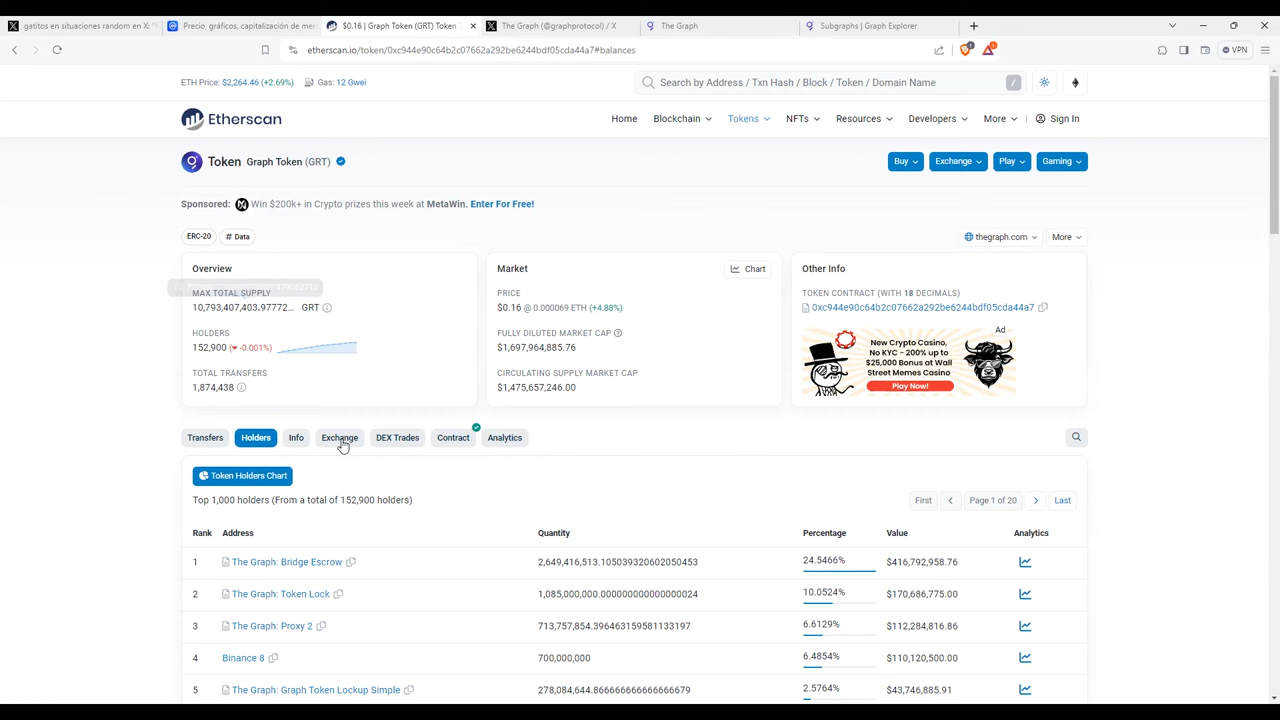 gatitos en situaciones random en X: "
Precio, gráficos, capitalización de me
$0.16 | Graph Token (GRT) Token
The Graph (@graphprotocol) / X
The Graph
Subgraphs | Graph Explorer
etherscan.io/token/0xc944e90c64b2c07662a292be6244bdf05cda44a7#balances
VPN
ETH Price: $2,264.46 (+2.69%)
Gas: 12 Gwei
Search by Address / Txn Hash / Block / Token / Domain Name
/
Etherscan
Home
Blockchain
Tokens
NFTs
Resources
Developers
More
Sign In
Token Graph Token (GRT)
Buy
Exchange
Play
Gaming
Sponsored: Win $200k+ in Crypto prizes this week at MetaWin. Enter For Free!
ERC-20
# Data
thegraph.com
More
Overview
MAX TOTAL SUPPLY
10,793,407,403.97772... GRT
HOLDERS
152,900 (-0.001%)
TOTAL TRANSFERS
1,874,438
Market
Chart
PRICE
$0.16 @ 0.000069 ETH (+4.88%)
FULLY DILUTED MARKET CAP
$1,697,964,885.76
CIRCULATING SUPPLY MARKET CAP
$1,475,657,246.00
Other Info
TOKEN CONTRACT (WITH 18 DECIMALS)
0xc944e90c64b2c07662a292be6244bdf05cda44a7
Ad
New Crypto Casino,
No KYC - 200% up to
$25,000 Bonus at Wall
Street Memes Casino
Play Now!
Transfers
Holders
Info
Exchange
DEX Trades
Contract
Analytics
Token Holders Chart
Top 1,000 holders (From a total of 152,900 holders)
First
Page 1 of 20
Last
Rank Address Quantity Percentage Value Analytics
1 The Graph: Bridge Escrow 2,649,416,513.105039320602050453 24.5466% $416,792,958.76
2 The Graph: Token Lock 1,085,000,000.000000000000000024 10.0524% $170,686,775.00
3 The Graph: Proxy 2 713,757,854.396463159581133197 6.6129% $112,284,816.86
4 Binance 8 700,000,000 6.4854% $110,120,500.00
5 The Graph: Graph Token Lockup Simple 278,084,644.866666666666666679 2.5764% $43,746,885.91